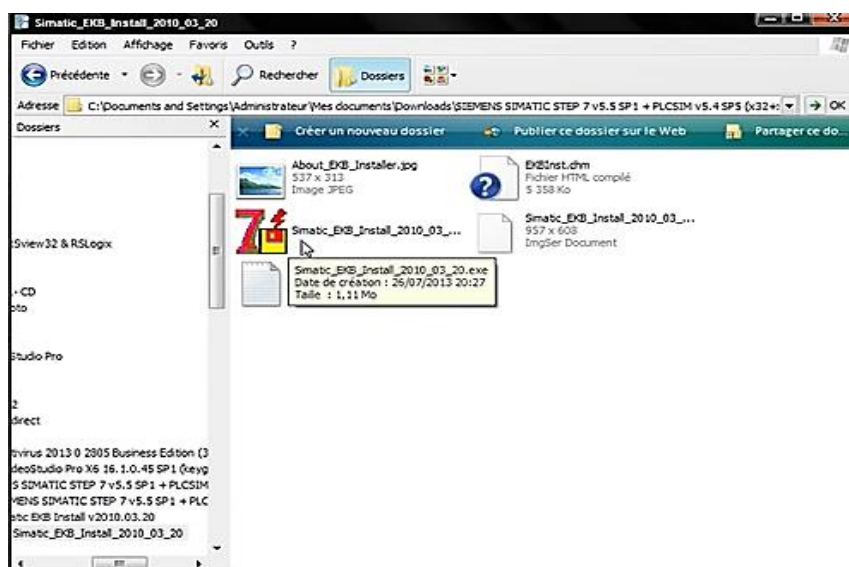 Simatic_EKB_Install_2010_03_20
Fichier Edition Affichage Favoris Outils ?
Précédente Rechercher Dossiers
Adresse C:\Documents and Settings\Administrateur\Mes documents\Downloads\SIEMENS SIMATIC STEP 7 v5.5 SP1 + PLCSIM v5.4 SP5 (x32+ OK
Dossiers
Créer un nouveau dossier Publier ce dossier sur le Web Partager ce do...
About_EKB_Installer.jpg
537 x 313
Image JPEG
EKBInst.chm
Fichier HTML compilé
5 358 Ko
Simatic_EKB_Install_2010_03_...
Simatic_EKB_Install_2010_03_...
957 x 608
ImgSer Document
Simatic_EKB_Install_2010_03_20.exe
Date de création : 26/07/2013 20:27
Taille : 1,11 Mo
Sview32 & RSLogix
- CD
oto
Studio Pro
2
direct
tivirus 2013 0 2805 Business Edition (3
deoStudio Pro X6 16.1.0.45 SP1 (keyg
S SIMATIC STEP 7 v5.5 SP1 + PLCSIM
MENS SIMATIC STEP 7 v5.5 SP1 + PLC
atic EKB Install v2010.03.20
Simatic_EKB_Install_2010_03_20